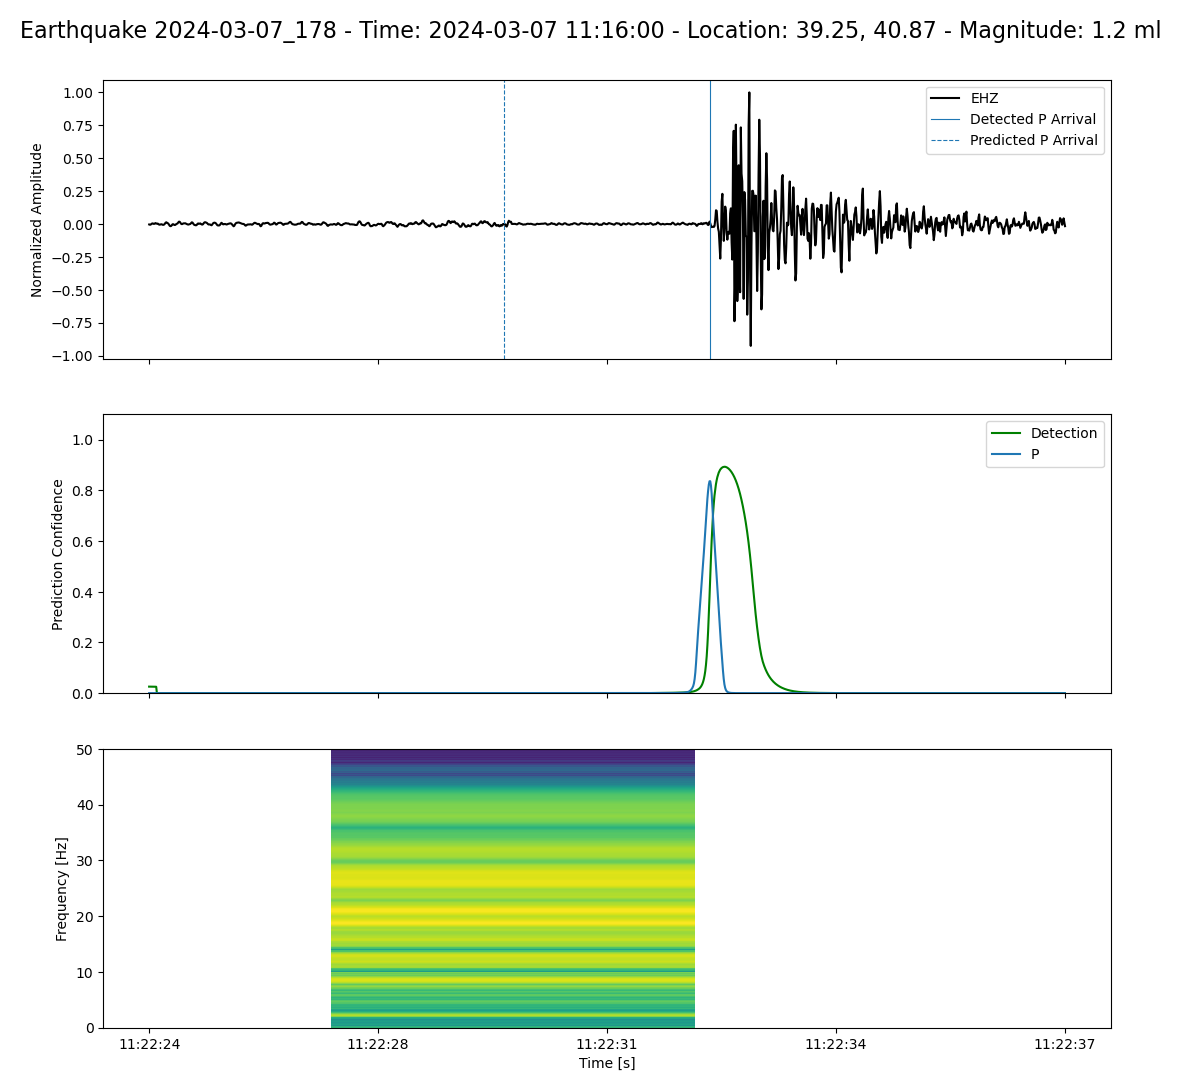 Earthquake 2024-03-07_178 - Time: 2024-03-07 11:16:00 - Location: 39.25, 40.87 - Magnitude: 1.2 ml
Normalized Amplitude
1.00
0.75
0.50
0.25
0.00
−0.25
−0.50
−0.75
−1.00
EHZ
Detected P Arrival
Predicted P Arrival
Prediction Confidence
1.0
0.8
0.6
0.4
0.2
0.0
Detection
P
Frequency [Hz]
50
40
30
20
10
0
11:22:24 11:22:28 11:22:31 11:22:34 11:22:37
Time [s]